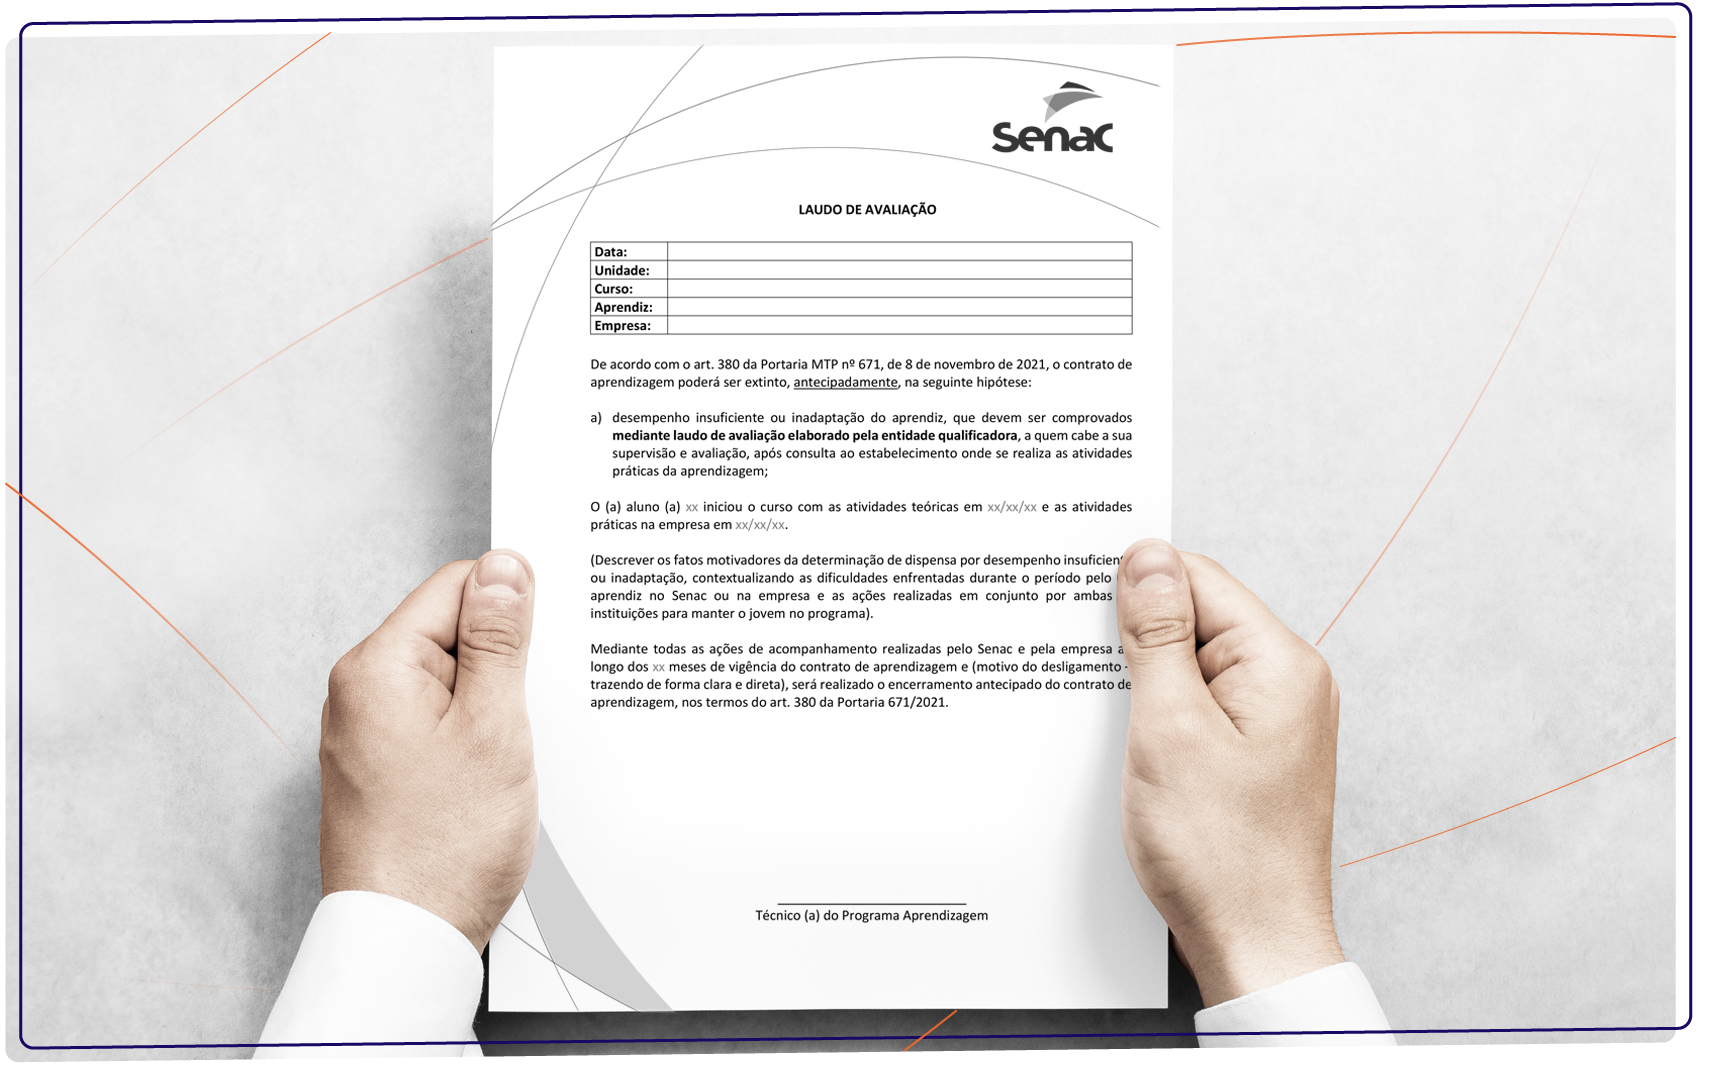 Senac
LAUDO DE AVALIAÇÃO
Data:
Unidade:
Curso:
Aprendiz:
Empresa:
De acordo com o art. 380 da Portaria MTP nº 671, de 8 de novembro de 2021, o contrato de
aprendizagem poderá ser extinto, antecipadamente, na seguinte hipótese:
a) desempenho insuficiente ou inadaptação do aprendiz, que devem ser comprovados
mediante laudo de avaliação elaborado pela entidade qualificadora, a quem cabe a sua
supervisão e avaliação, após consulta ao estabelecimento onde se realiza as atividades
práticas da aprendizagem;
O (a) aluno (a) xx iniciou o curso com as atividades teóricas em xx/xx/xx e as atividades
práticas na empresa em xx/xx/xx.
(Descrever os fatos motivadores da determinação de dispensa por desempenho
ou inadaptação, contextualizando as dificuldades enfrentadas durante o período pelo
aprendiz no Senac ou na empresa e as ações realizadas em conjunto por ambas
instituições para manter o jovem no programa).
Mediante todas as ações de acompanhamento realizadas pelo Senac e pela empresa
longo dos xx meses de vigência do contrato de aprendizagem e (motivo do desligamento -
trazendo de forma clara e direta), será realizado o encerramento antecipado do contrato de
aprendizagem, nos termos do art. 380 da Portaria 671/2021.
Técnico (a) do Programa Aprendizagem